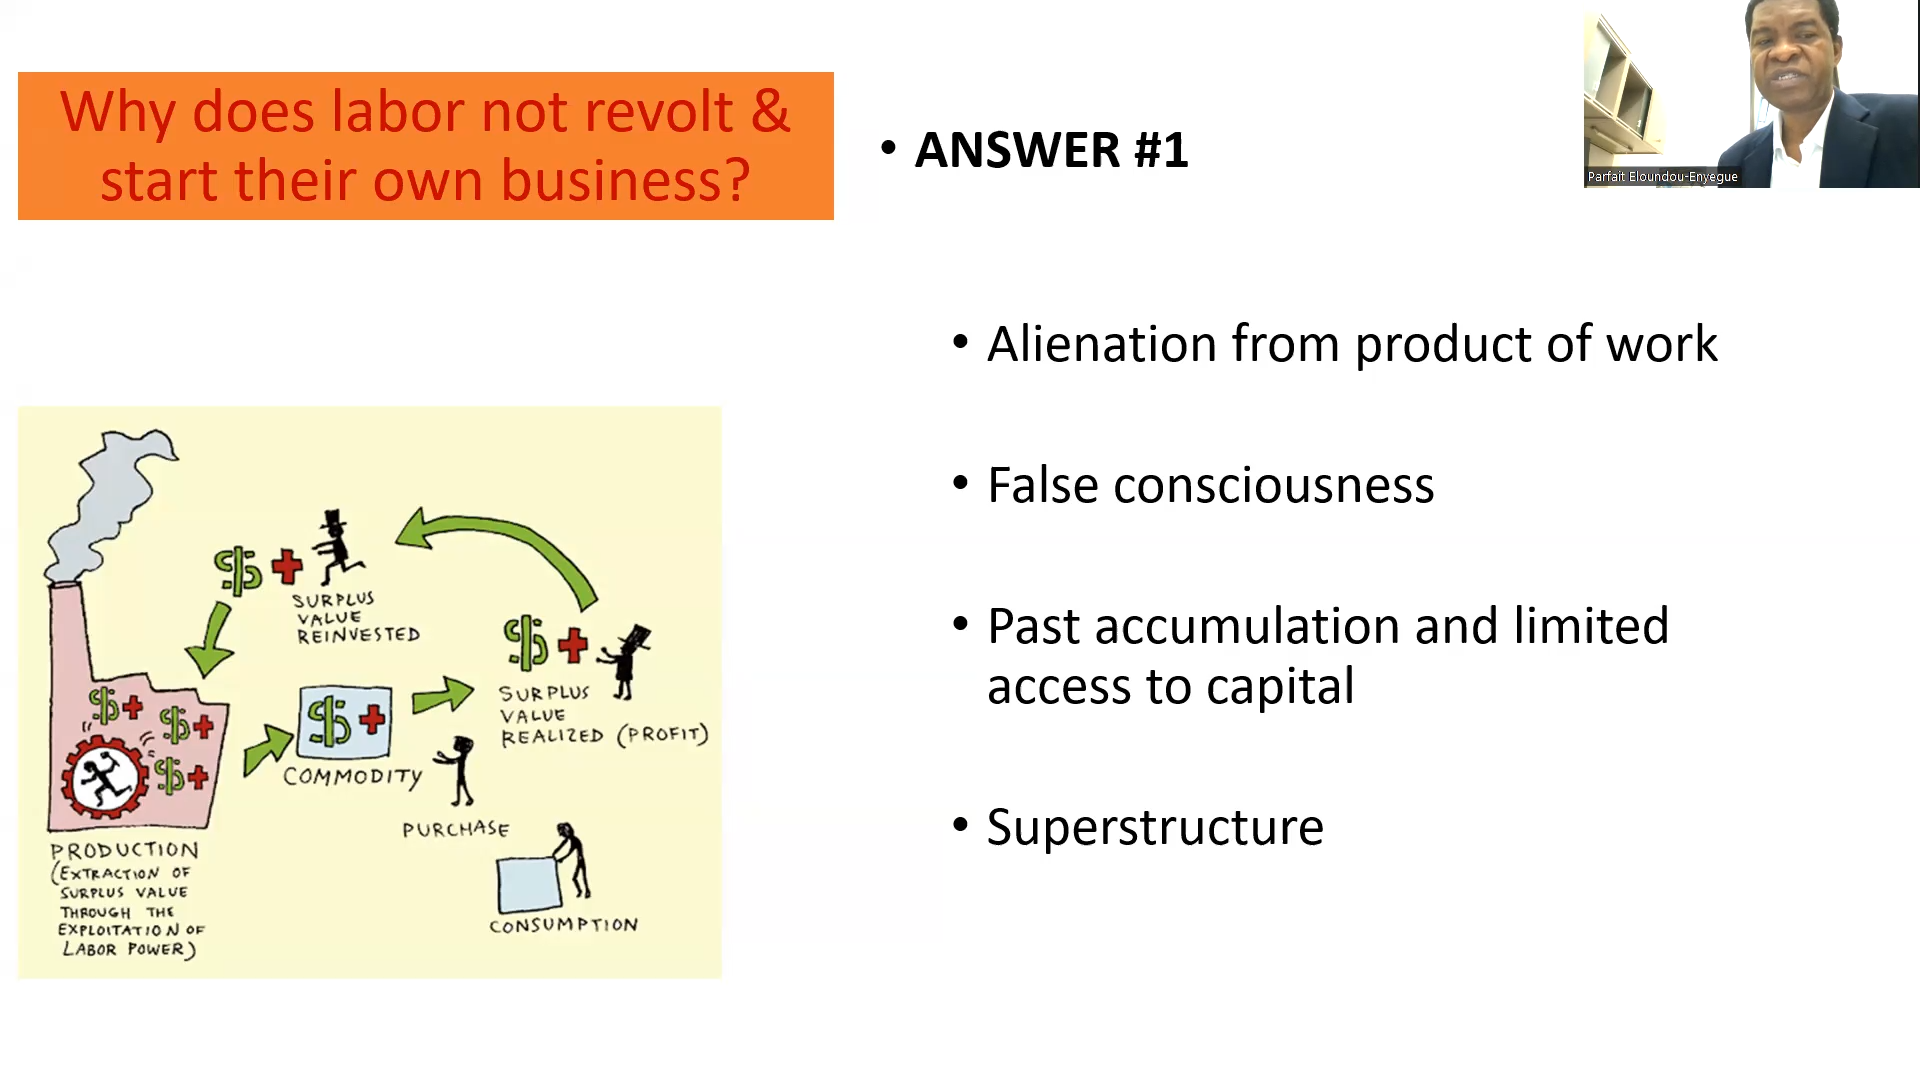 Why does labor not revolt &
start their own business?
• ANSWER #1
Parfait Eloundou-Enyegue
• Alienation from product of work
• False consciousness
• Past accumulation and limited
access to capital
• Superstructure
$ +
SURPLUS
VALUE
REINVESTED
$ +
SURPLUS
VALUE
REALIZED (PROFIT)
$ +
$ +
$ +
$ +
COMMODITY
PURCHASE
CONSUMPTION
PRODUCTION
(EXTRACTION OF
SURPLUS VALUE
THROUGH THE
EXPLOITATION OF
LABOR POWER)